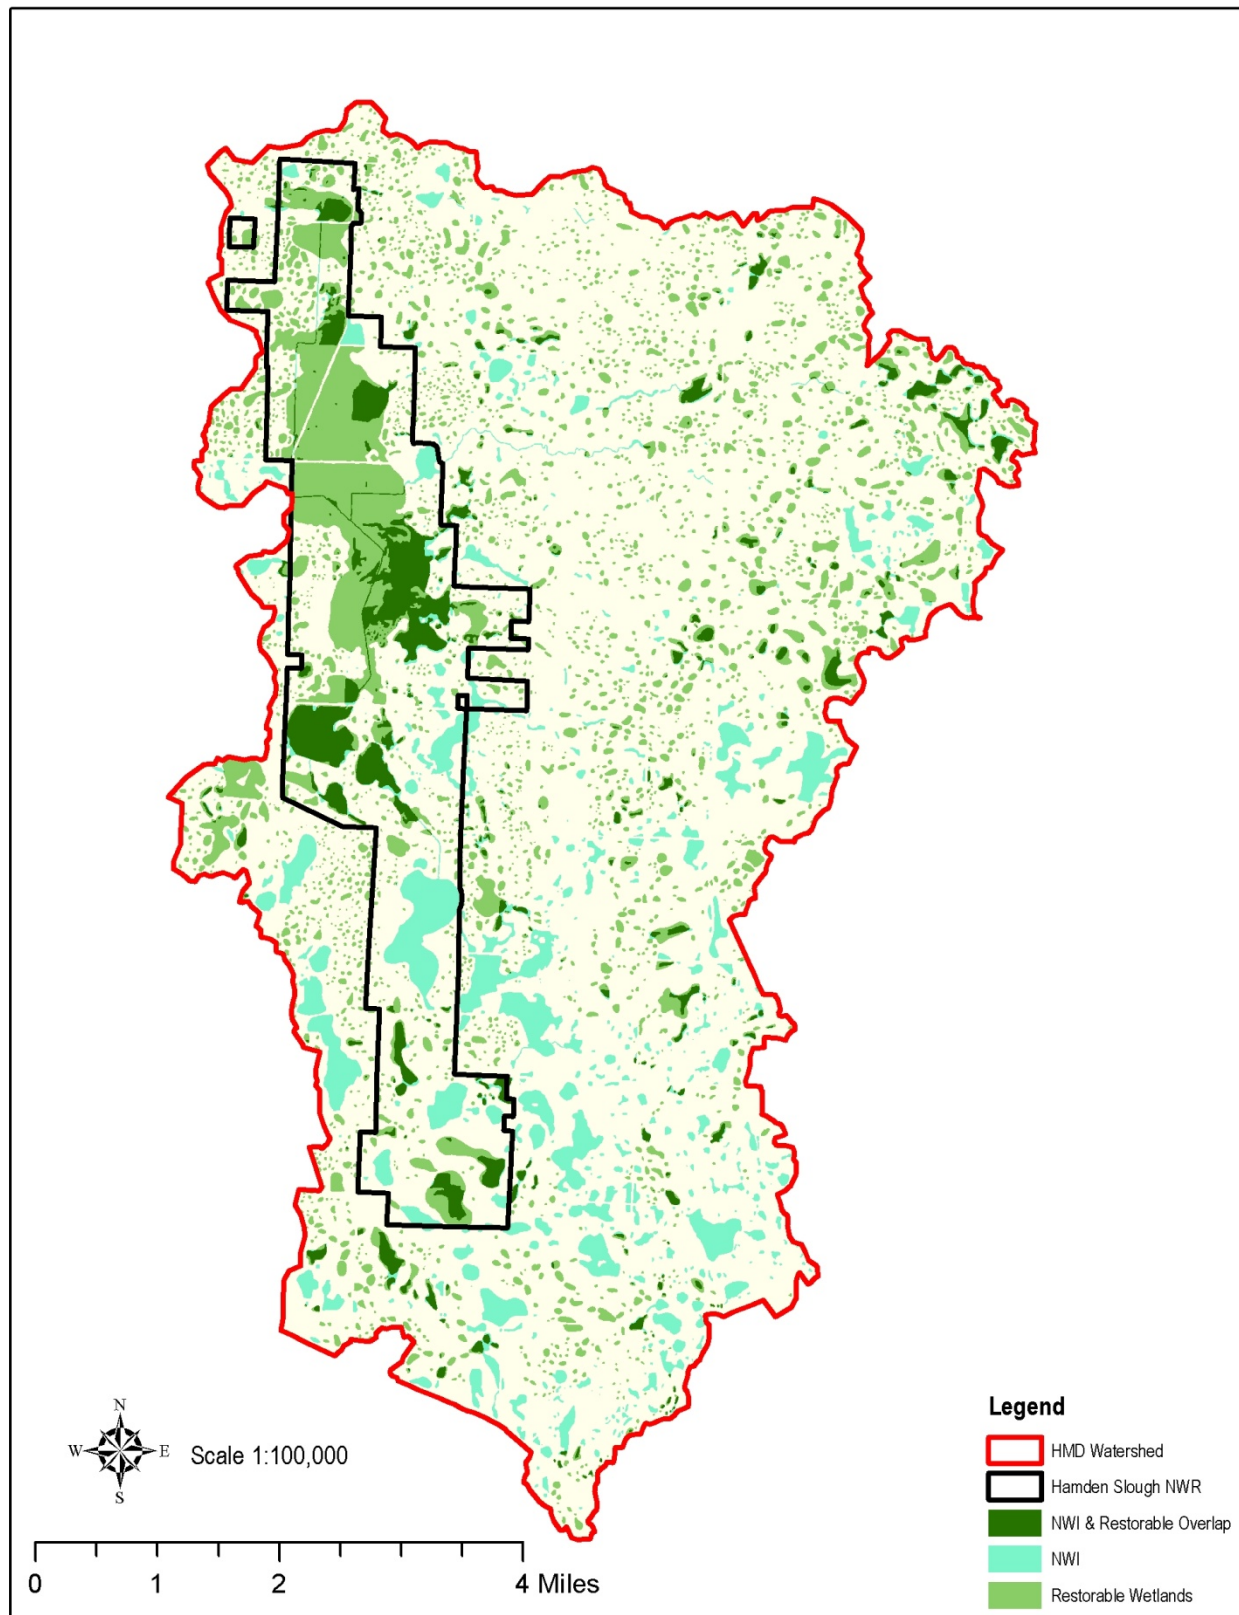 N
W E
S
Scale 1:100,000
0 1 2 4 Miles
Legend
HMD Watershed
Hamden Slough NWR
NWI & Restorable Overlap
NWI
Restorable Wetlands